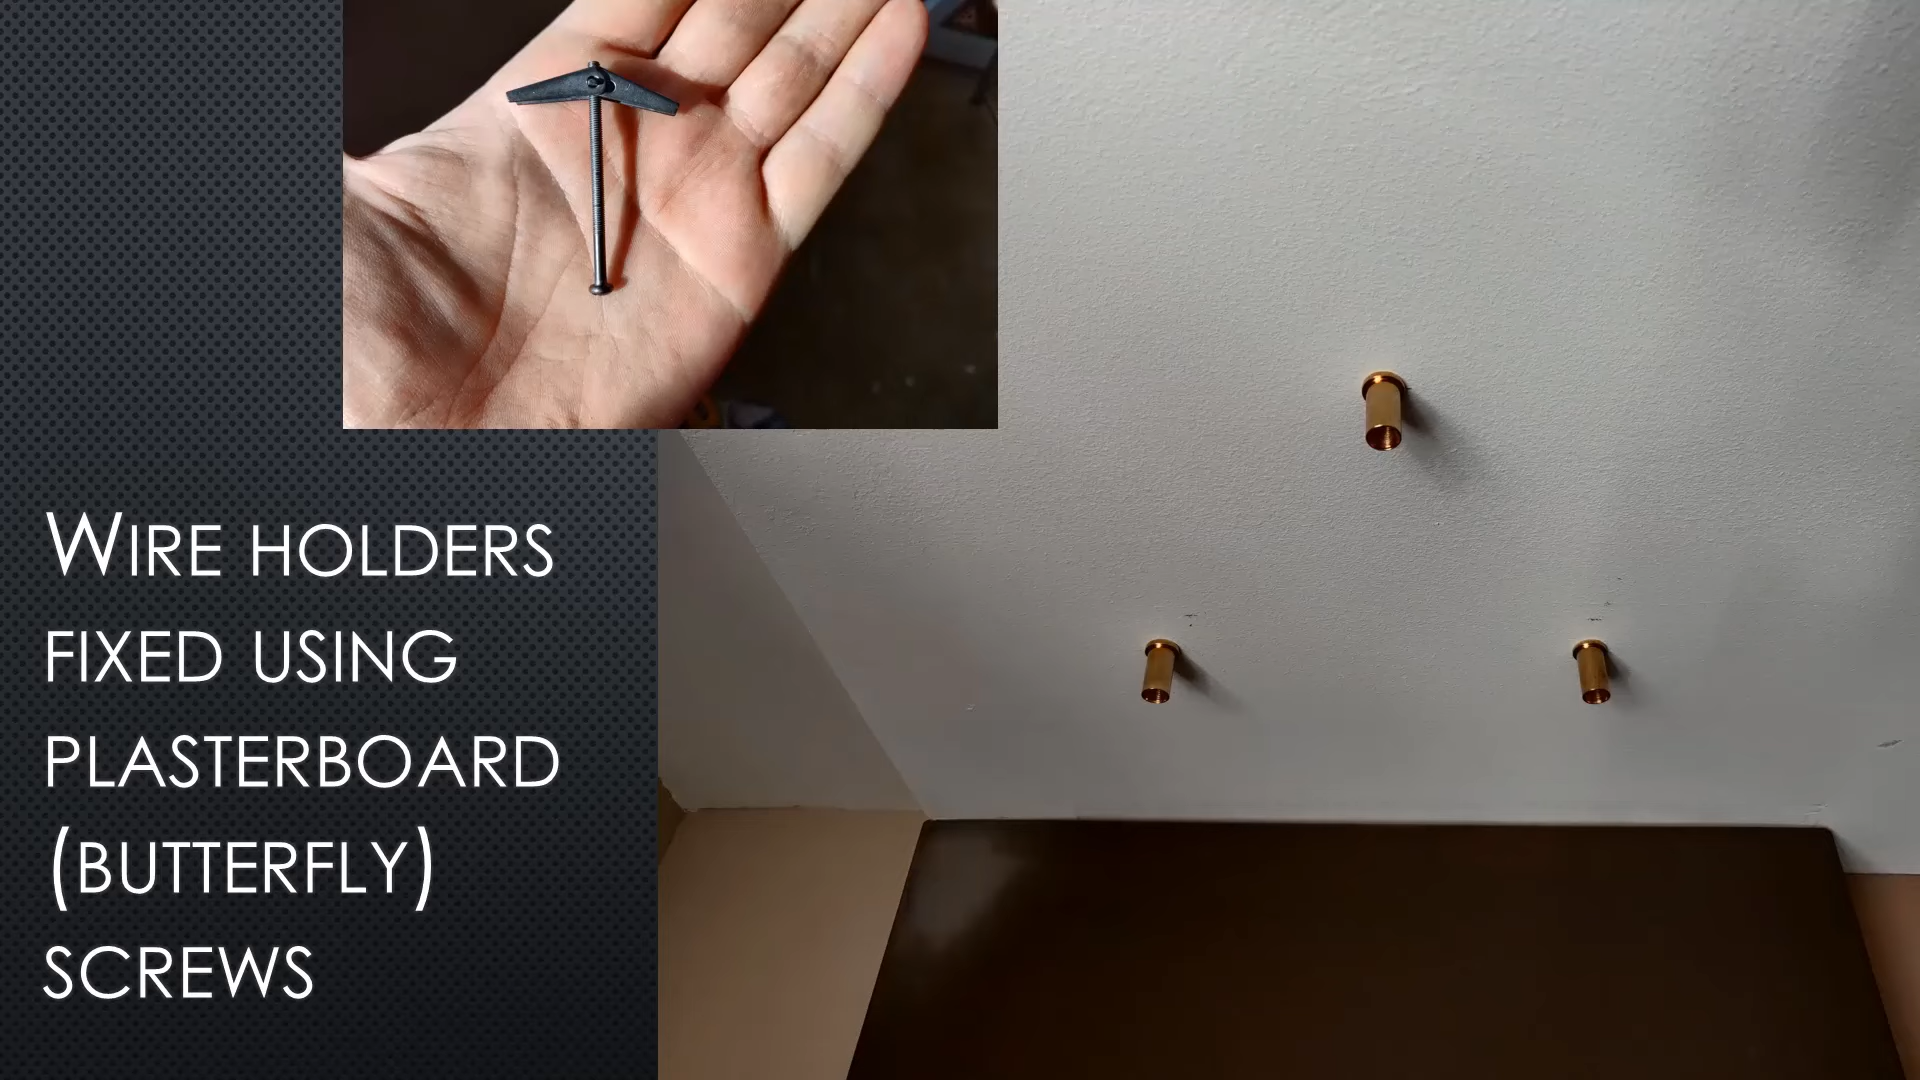 Wire holders
fixed using
plasterboard
(butterfly)
screws